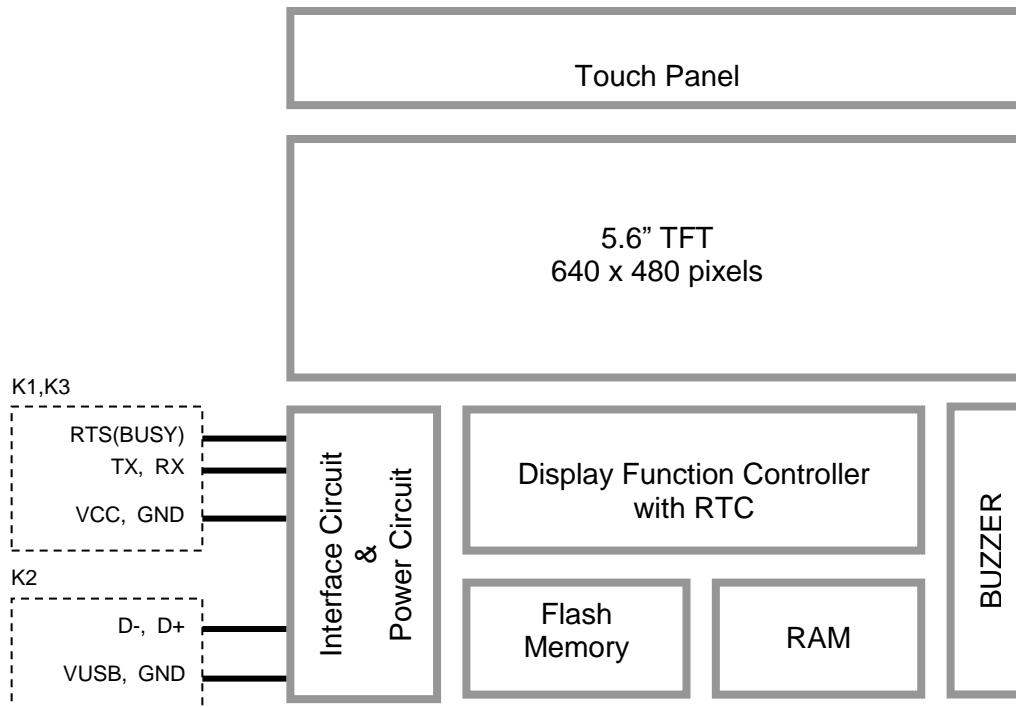 Touch Panel
5.6” TFT
640 x 480 pixels
K1,K3
RTS(BUSY)
TX, RX
VCC, GND
K2
D-, D+
VUSB, GND
Interface Circuit
&
Power Circuit
Display Function Controller
with RTC
Flash
Memory
RAM
BUZZER